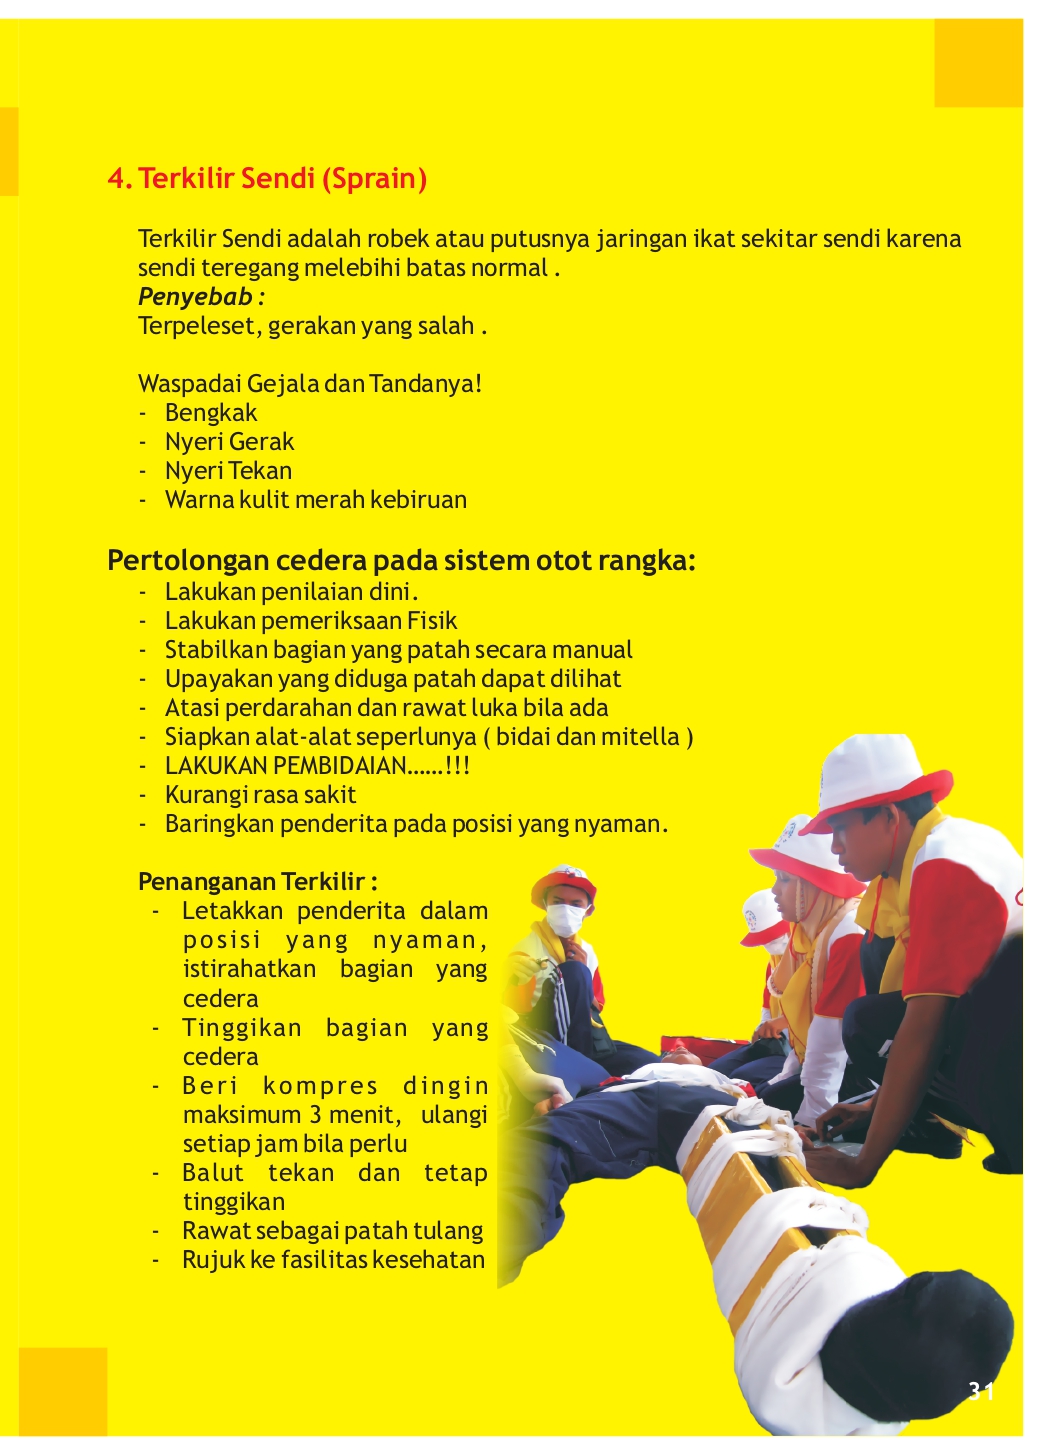 4. Terkilir Sendi (Sprain)
Terkilir Sendi adalah robek atau putusnya jaringan ikat sekitar sendi karena
sendi teregang melebihi batas normal .
Penyebab :
Terpeleset, gerakan yang salah .
Waspadai Gejala dan Tandanya!
- Bengkak
- Nyeri Gerak
- Nyeri Tekan
- Warna kulit merah kebiruan
Pertolongan cedera pada sistem otot rangka:
- Lakukan penilaian dini.
- Lakukan pemeriksaan Fisik
- Stabilkan bagian yang patah secara manual
- Upayakan yang diduga patah dapat dilihat
- Atasi perdarahan dan rawat luka bila ada
- Siapkan alat-alat seperlunya ( bidai dan mitella )
- LAKUKAN PEMBIDAIAN......!!!
- Kurangi rasa sakit
- Baringkan penderita pada posisi yang nyaman.
Penanganan Terkilir :
- Letakkan penderita dalam
posisi yang nyaman,
istirahatkan bagian yang
cedera
- Tinggikan bagian yang
cedera
- Beri kompres dingin
maksimum 3 menit, ulangi
setiap jam bila perlu
- Balut tekan dan tetap
tinggikan
- Rawat sebagai patah tulang
- Rujuk ke fasilitas kesehatan
31